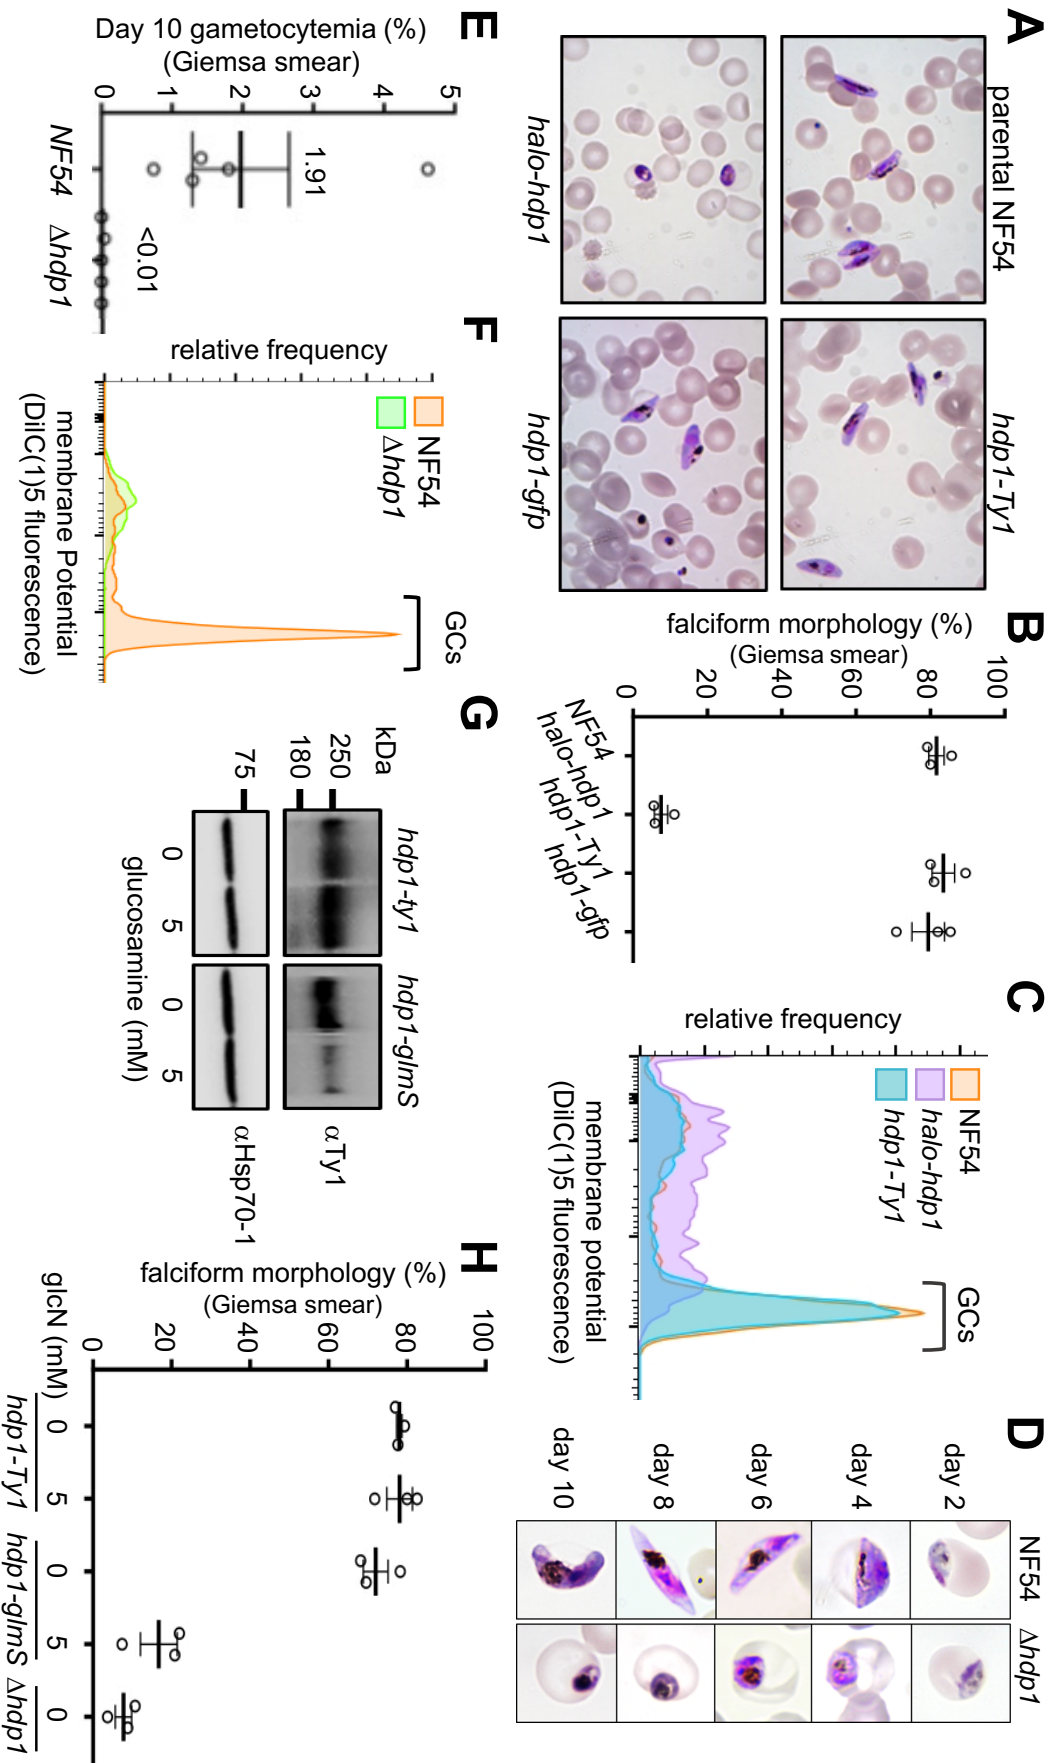 A
parental NF54
hdp1-Ty1
halo-hdp1
hdp1-gfp
B
falciform morphology (%)
(Giemsa smear)
0
20
40
60
80
100
NF54
halo-hdp1
hdp1-Ty1
hdp1-gfp
C
relative frequency
NF54
halo-hdp1
hdp1-Ty1
GCs
membrane potential
(DiIC(1)5 fluorescence)
D
NF54
Δhdp1
day 2
day 4
day 6
day 8
day 10
E
Day 10 gametocytemia (%)
(Giemsa smear)
0
1
2
3
4
5
1.91
<0.01
NF54
Δhdp1
F
relative frequency
NF54
Δhdp1
GCs
membrane Potential
(DiIC(1)5 fluorescence)
G
kDa
hdp1-ty1
hdp1-glmS
250
180
αTy1
75
αHsp70-1
0
5
0
5
glucosamine (mM)
H
falciform morphology (%)
(Giemsa smear)
0
20
40
60
80
100
glcN (mM)
0
5
0
5
0
hdp1-Ty1
hdp1-glmS
Δhdp1